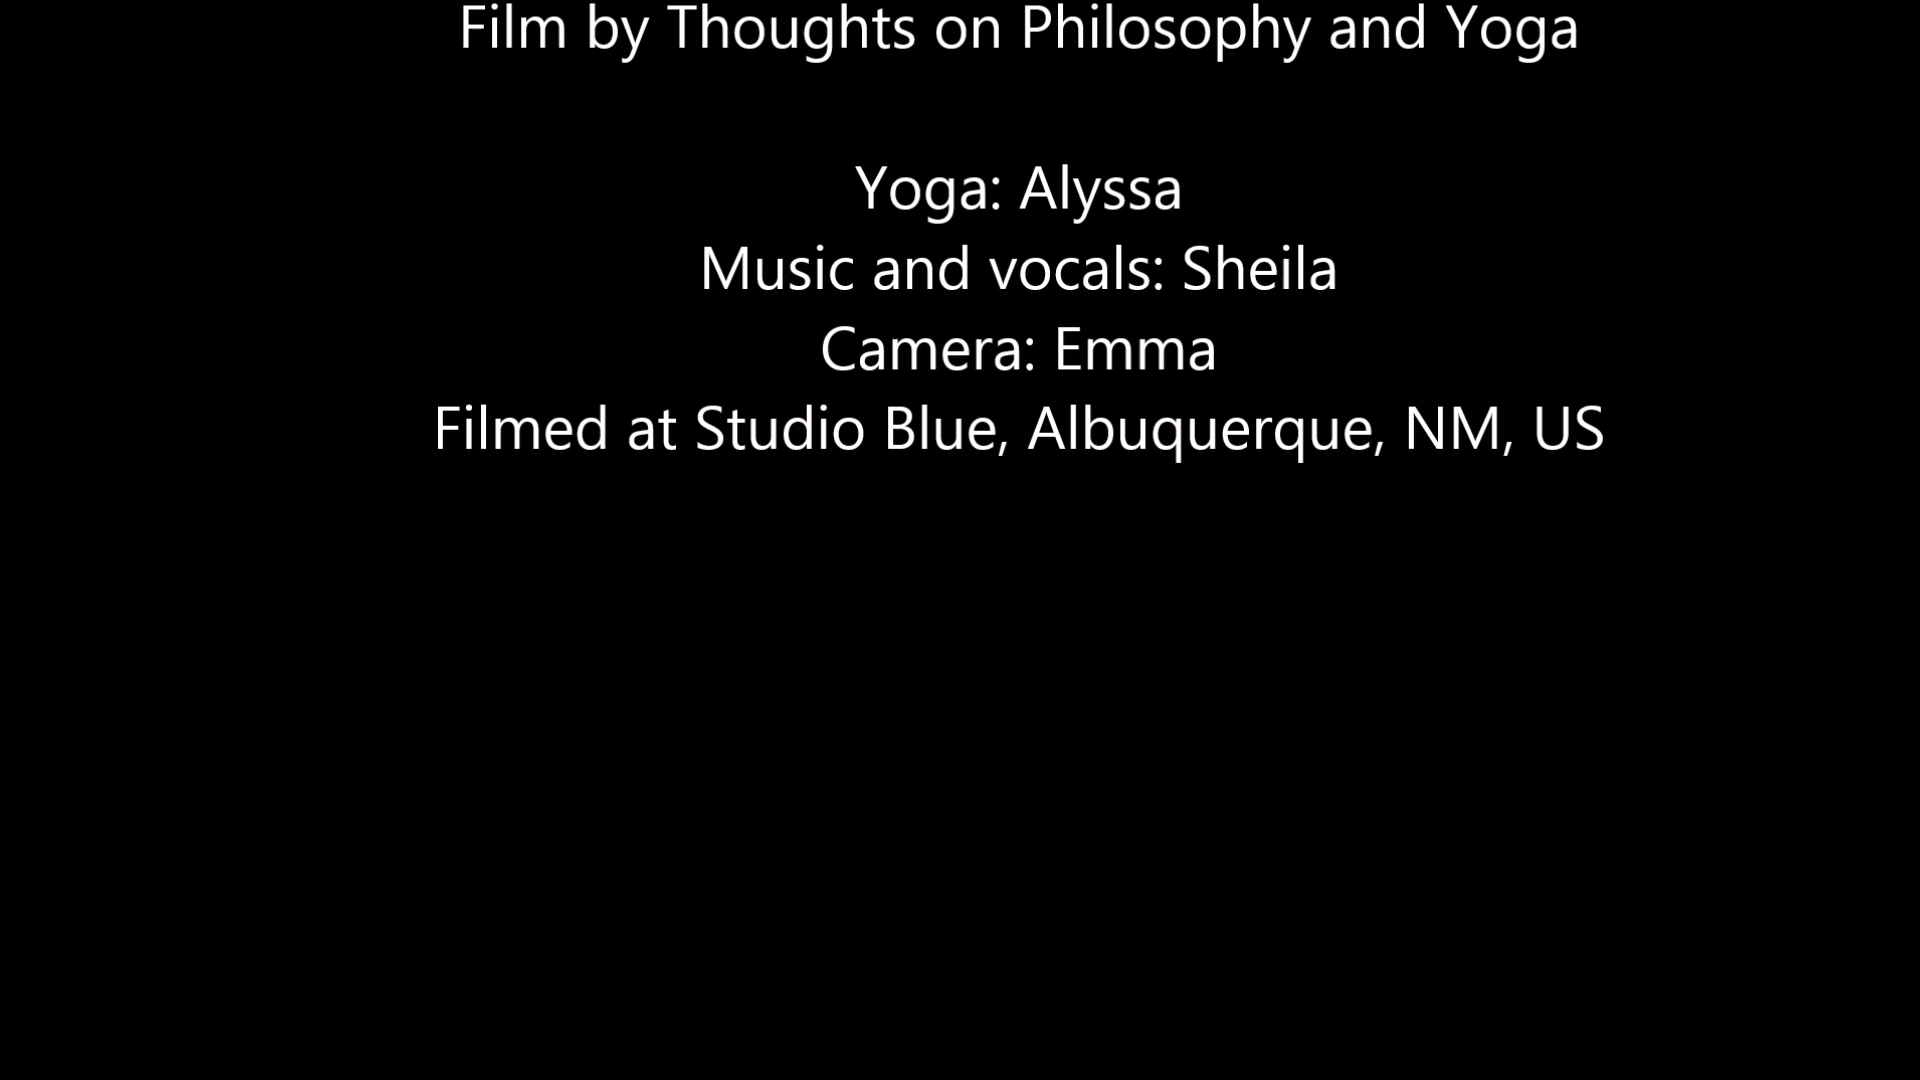 Film by Thoughts on Philosophy and Yoga
Yoga: Alyssa
Music and vocals: Sheila
Camera: Emma
Filmed at Studio Blue, Albuquerque, NM, US